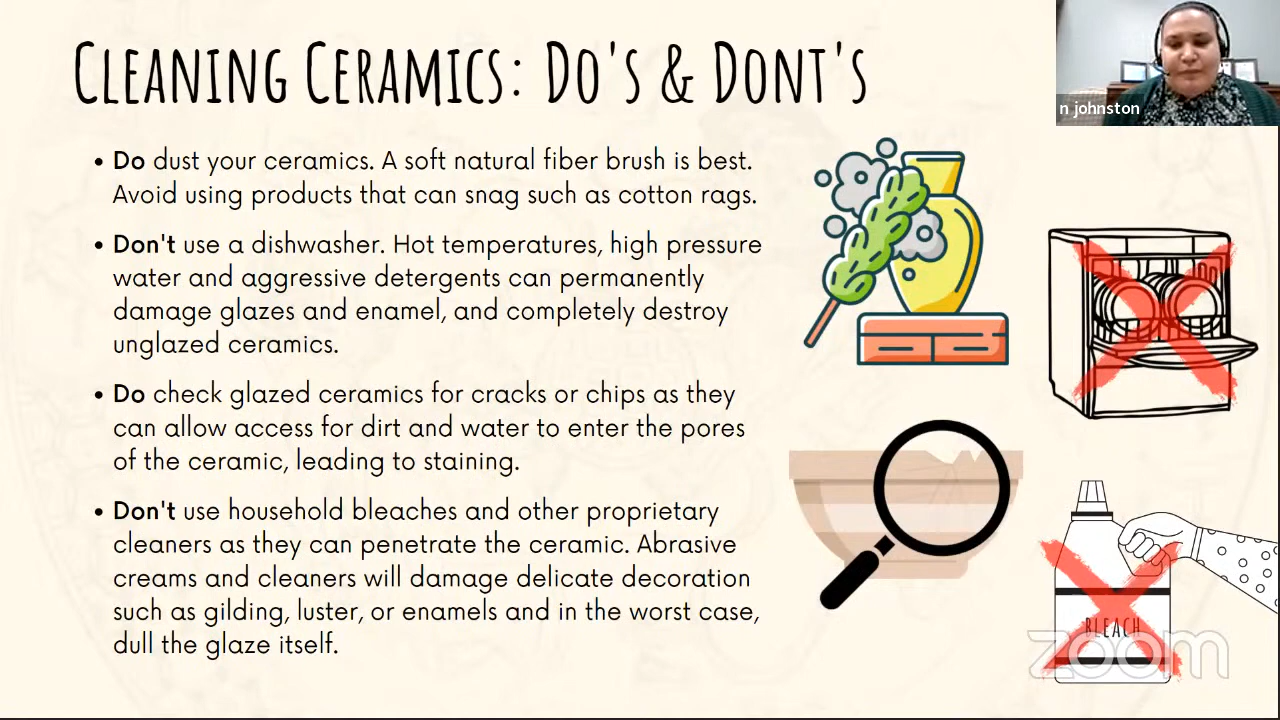 Cleaning Ceramics: Do's & Dont's
n johnston
• Do dust your ceramics. A soft natural fiber brush is best.
Avoid using products that can snag such as cotton rags.
• Don't use a dishwasher. Hot temperatures, high pressure
water and aggressive detergents can permanently
damage glazes and enamel, and completely destroy
unglazed ceramics.
• Do check glazed ceramics for cracks or chips as they
can allow access for dirt and water to enter the pores
of the ceramic, leading to staining.
• Don't use household bleaches and other proprietary
cleaners as they can penetrate the ceramic. Abrasive
creams and cleaners will damage delicate decoration
such as gilding, luster, or enamels and in the worst case,
dull the glaze itself.
BLEACH
zoom